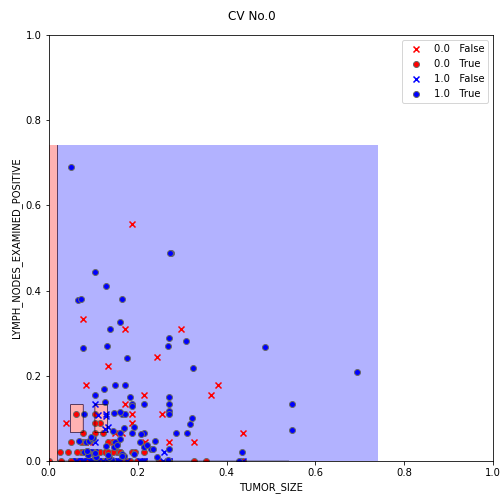 CV No.0
1.0
0.8
0.6
0.4
0.2
0.0
LYMPH_NODES_EXAMINED_POSITIVE
0.0 False
0.0 True
1.0 False
1.0 True
0.0 0.2 0.4 0.6 0.8 1.0
TUMOR_SIZE